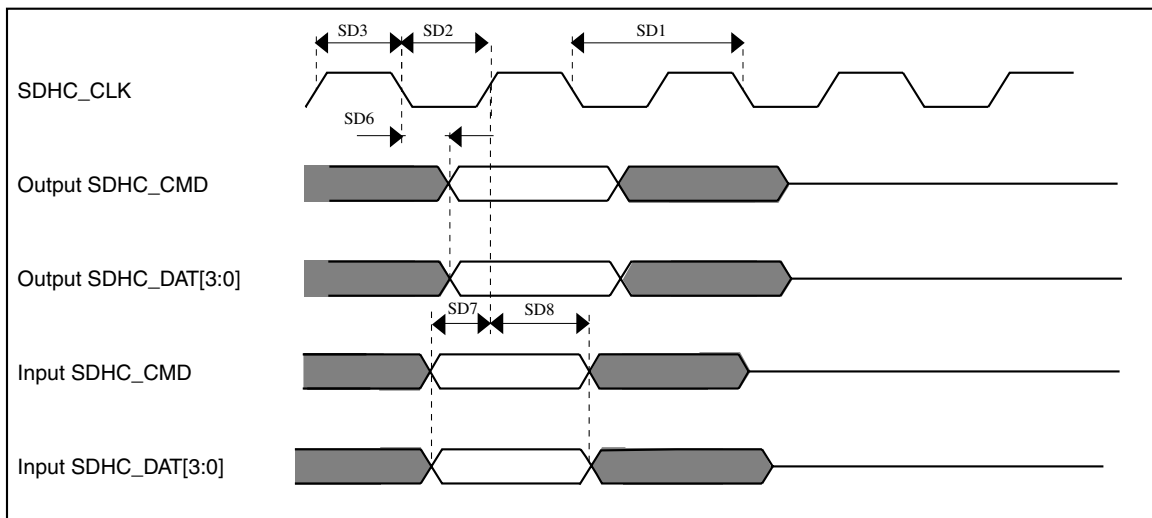 SD3 SD2 SD1
SDHC_CLK
SD6
Output SDHC_CMD
Output SDHC_DAT[3:0]
SD7 SD8
Input SDHC_CMD
Input SDHC_DAT[3:0]